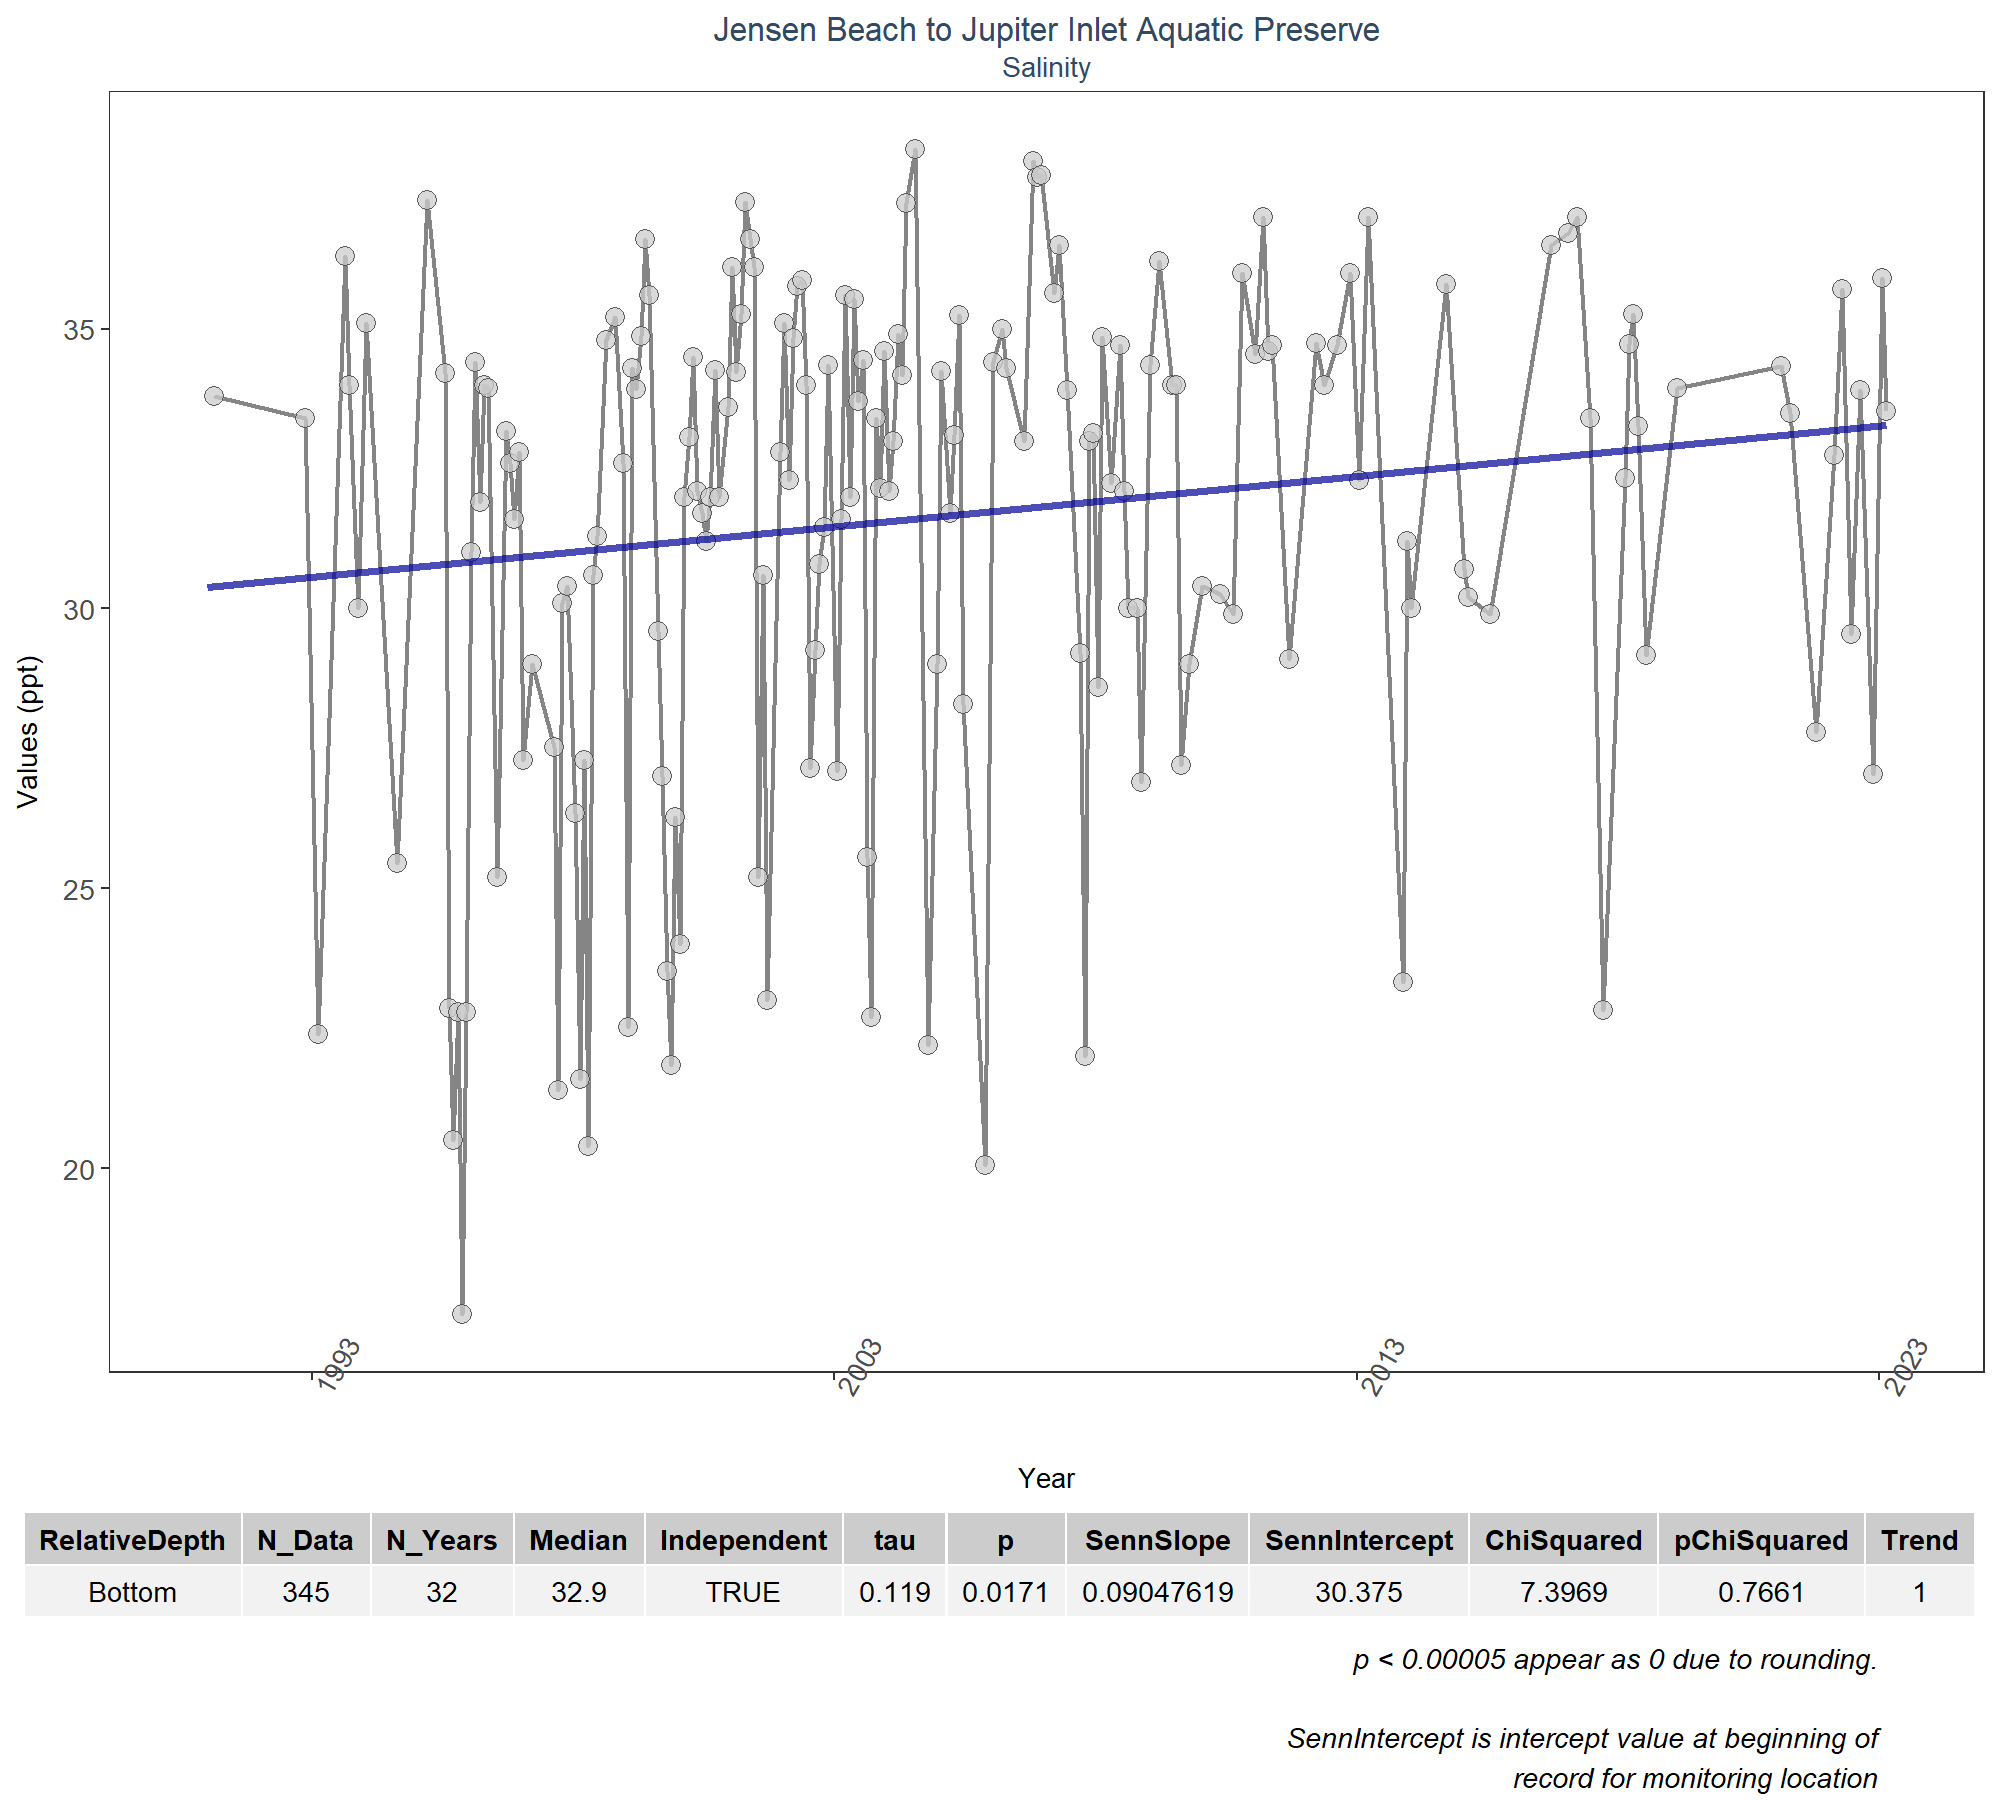 Jensen Beach to Jupiter Inlet Aquatic Preserve
Salinity
35
30
25
20
Values (ppt)
1993 2003 2013 2023
Year
RelativeDepth N_Data N_Years Median Independent tau p SennSlope SennIntercept ChiSquared pChiSquared Trend
Bottom 345 32 32.9 TRUE 0.119 0.0171 0.09047619 30.375 7.3969 0.7661 1
p < 0.00005 appear as 0 due to rounding.
SennIntercept is intercept value at beginning of
record for monitoring location